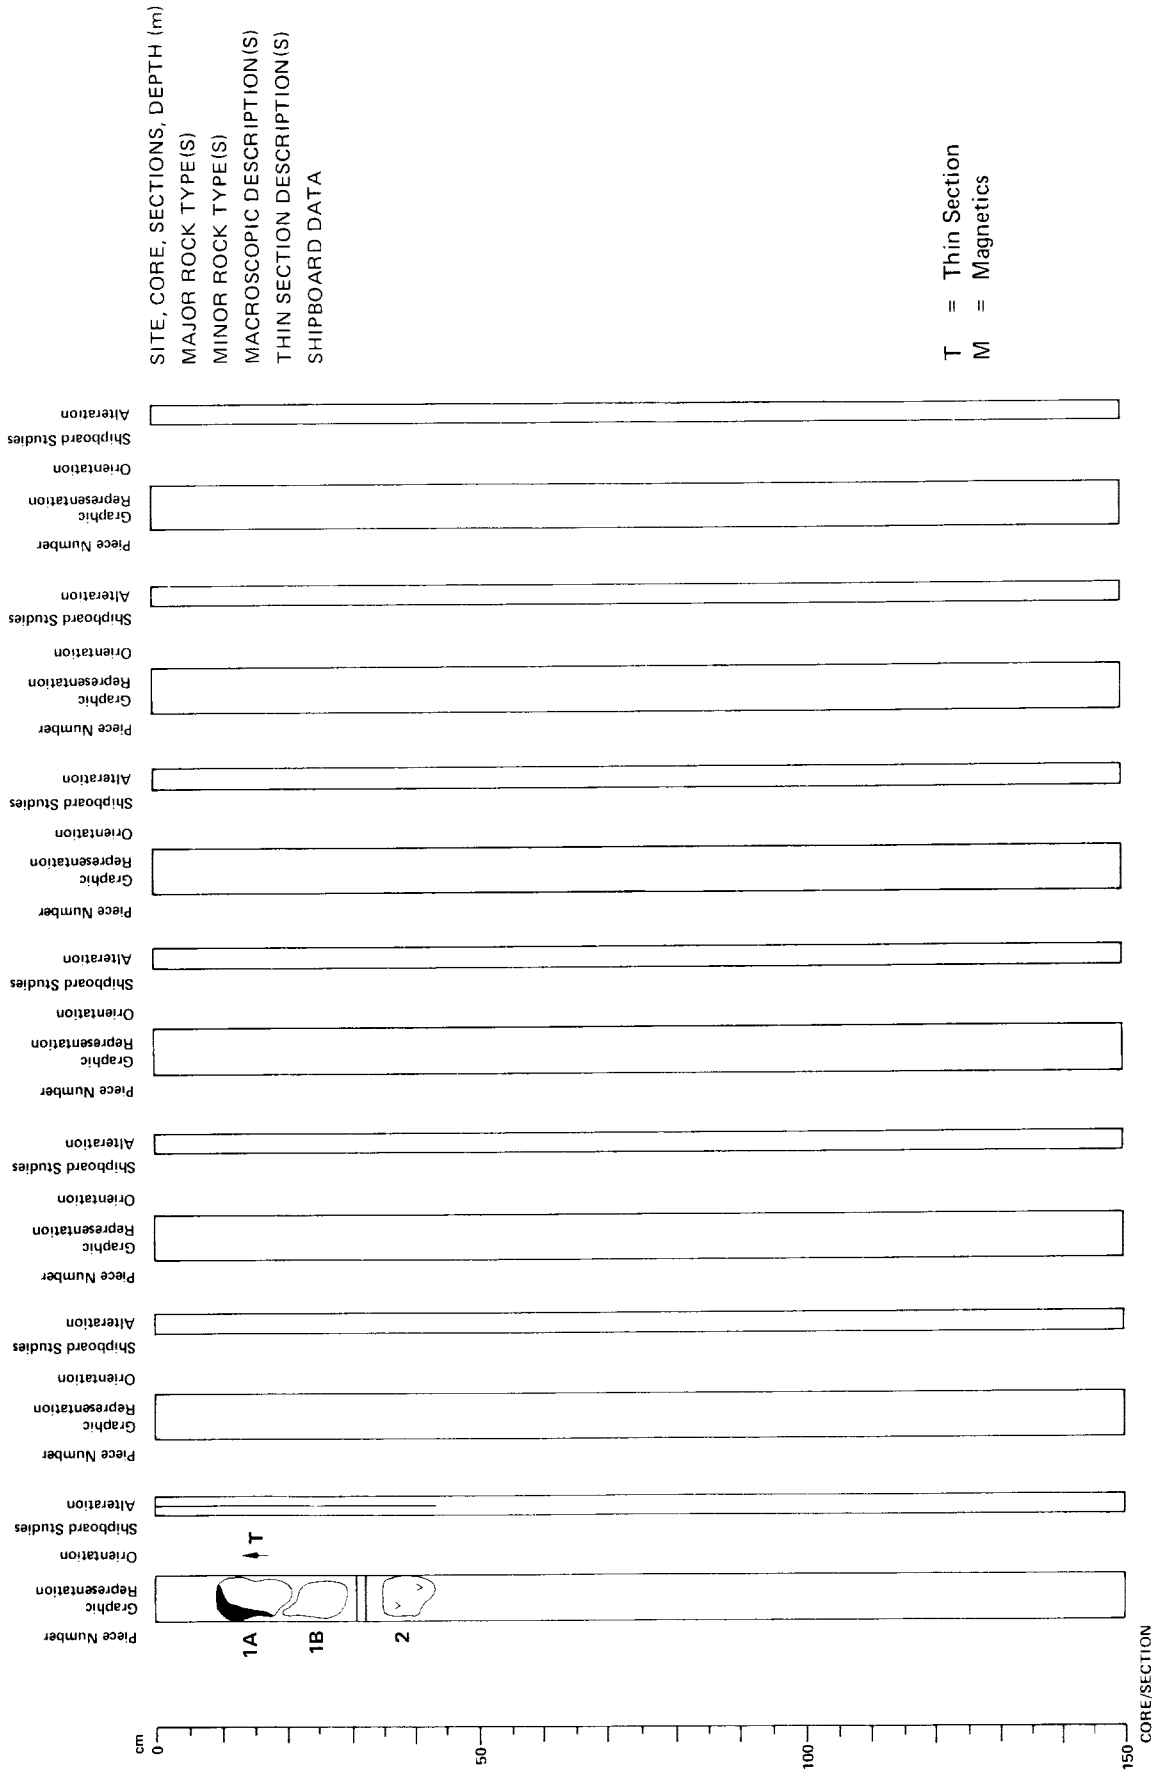 SITE, CORE, SECTIONS, DEPTH (m)
MAJOR ROCK TYPE(S)
MINOR ROCK TYPE(S)
MACROSCOPIC DESCRIPTION(S)
THIN SECTION DESCRIPTION(S)
SHIPBOARD DATA
T = Thin Section
M = Magnetics
Alteration
Shipboard Studies
Orientation
Graphic
Representation
Piece Number
Alteration
Shipboard Studies
Orientation
Graphic
Representation
Piece Number
Alteration
Shipboard Studies
Orientation
Graphic
Representation
Piece Number
Alteration
Shipboard Studies
Orientation
Graphic
Representation
Piece Number
Alteration
Shipboard Studies
Orientation
Graphic
Representation
Piece Number
Alteration
Shipboard Studies
Orientation
Graphic
Representation
Piece Number
Alteration
Shipboard Studies
Orientation
Graphic
Representation
Piece Number
T
1A
1B
2
cm
0
50
100
150
CORE/SECTION